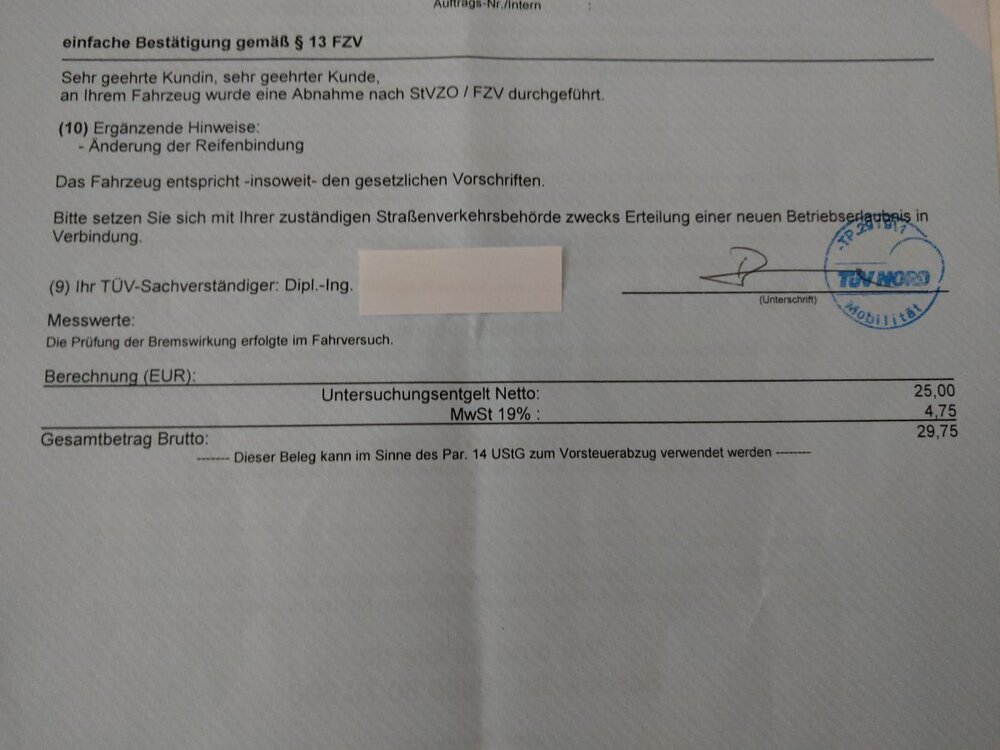 Auftrags-Nr./Intern :
einfache Bestätigung gemäß § 13 FZV
Sehr geehrte Kundin, sehr geehrter Kunde,
an Ihrem Fahrzeug wurde eine Abnahme nach StVZO / FZV durchgeführt.
(10) Ergänzende Hinweise:
- Änderung der Reifenbindung
Das Fahrzeug entspricht -insoweit- den gesetzlichen Vorschriften.
Bitte setzen Sie sich mit Ihrer zuständigen Straßenverkehrsbehörde zwecks Erteilung einer neuen Betriebserlaubnis in
Verbindung.
(9) Ihr TÜV-Sachverständiger: Dipl.-Ing.
(Unterschrift)
TÜV NORD
Mobilität
Messwerte:
Die Prüfung der Bremswirkung erfolgte im Fahrversuch.
Berechnung (EUR):
Untersuchungsentgelt Netto: 25,00
MwSt 19% : 4,75
Gesamtbetrag Brutto: 29,75
------- Dieser Beleg kann im Sinne des Par. 14 UStG zum Vorsteuerabzug verwendet werden -------